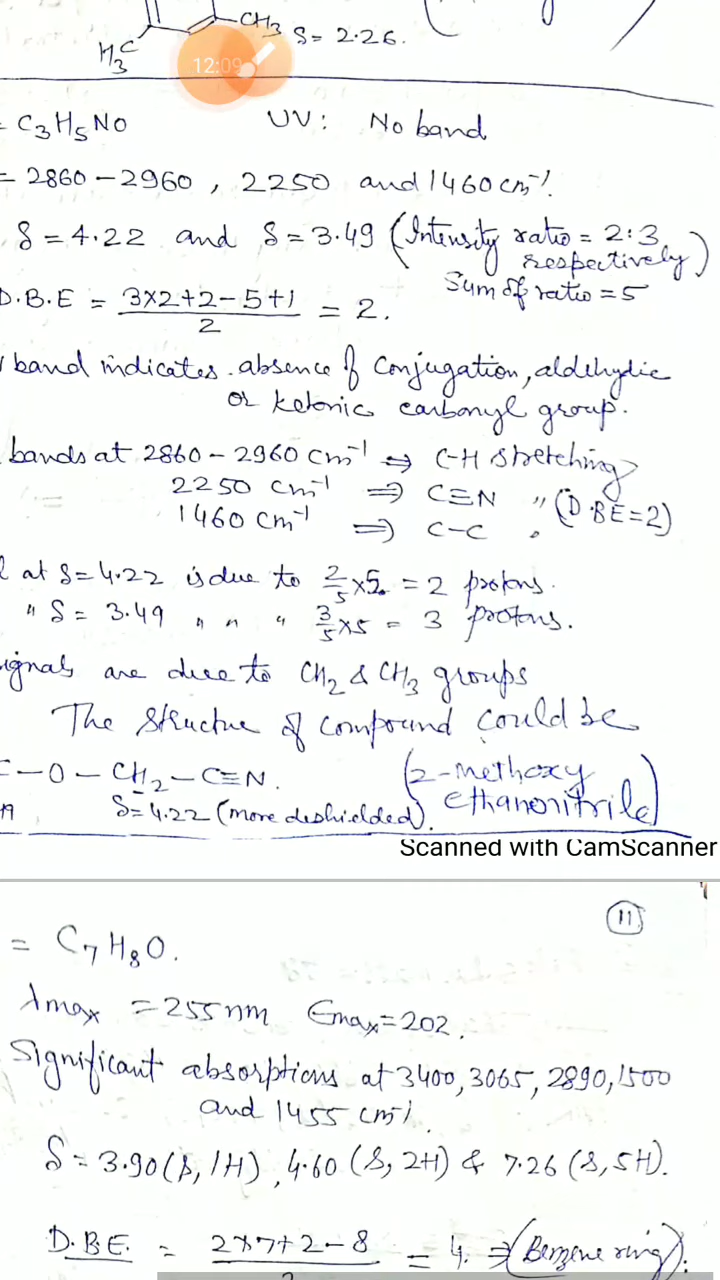 CH3 δ = 2.26.
H3C
12:09
= C3H5NO UV: No band
= 2860 – 2960, 2250 and 1460 cm⁻¹.
δ = 4.22 and δ = 3.49 (Intensity ratio = 2:3 respectively)
Sum of ratio = 5
D.B.E = 3×2+2–5+1 / 2 = 2.
band indicates absence of conjugation, aldehydic
or ketonic carbonyl group.
bands at 2860 – 2960 cm⁻¹ ⇒ C–H stretching
2250 cm⁻¹ ⇒ C≡N " (D.BE=2)
1460 cm⁻¹ ⇒ C–C "
at δ = 4.22 is due to 2/5 ×5 = 2 protons.
" δ = 3.49 " " " 3/5 ×5 = 3 protons.
ignals are due to CH2 & CH3 groups
The structue of compound could be
C–O–CH2–C≡N. (2-methoxy ethanonitrile)
δ=4.22 (more deshielded).
Scanned with CamScanner
11
= C7H8O.
λmax = 255nm Emax=202.
Significant absorptions at 3400, 3065, 2890, 1500
and 1455 cm⁻¹.
δ = 3.90 (s, 1H), 4.60 (s, 2H) & 7.26 (s, 5H).
D.B.E. = 2×7+2–8 = 4. ⇒ (Benzene ring).